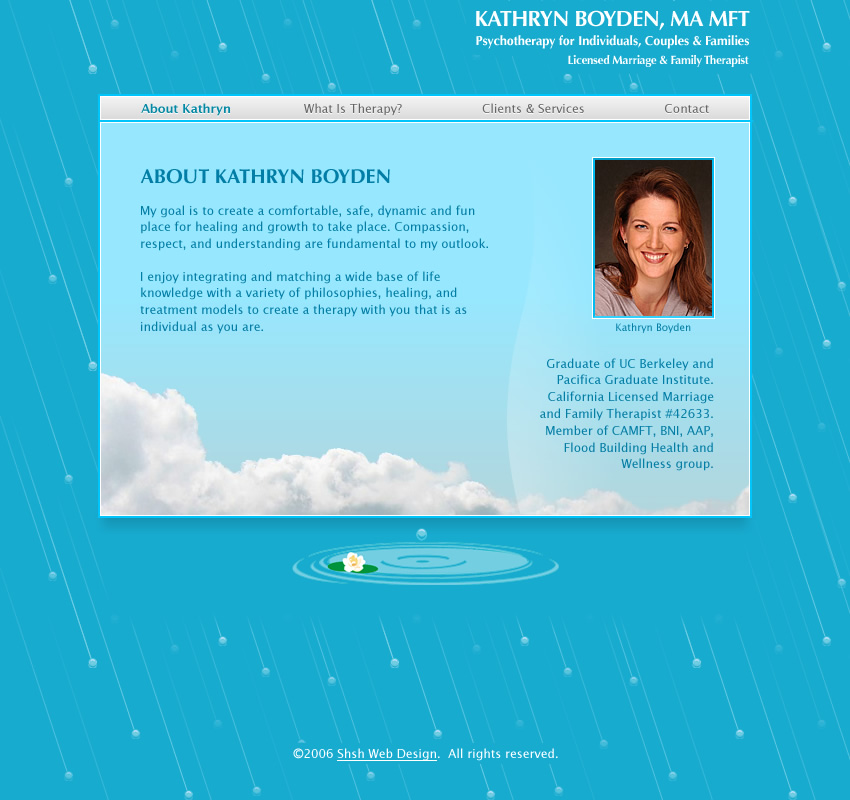 KATHRYN BOYDEN, MA MFT
Psychotherapy for Individuals, Couples & Families
Licensed Marriage & Family Therapist
About Kathryn
What Is Therapy?
Clients & Services
Contact
ABOUT KATHRYN BOYDEN
My goal is to create a comfortable, safe, dynamic and fun
place for healing and growth to take place. Compassion,
respect, and understanding are fundamental to my outlook.
I enjoy integrating and matching a wide base of life
knowledge with a variety of philosophies, healing, and
treatment models to create a therapy with you that is as
individual as you are.
Kathryn Boyden
Graduate of UC Berkeley and
Pacifica Graduate Institute.
California Licensed Marriage
and Family Therapist #42633.
Member of CAMFT, BNI, AAP,
Flood Building Health and
Wellness group.
©2006 Shsh Web Design.  All rights reserved.